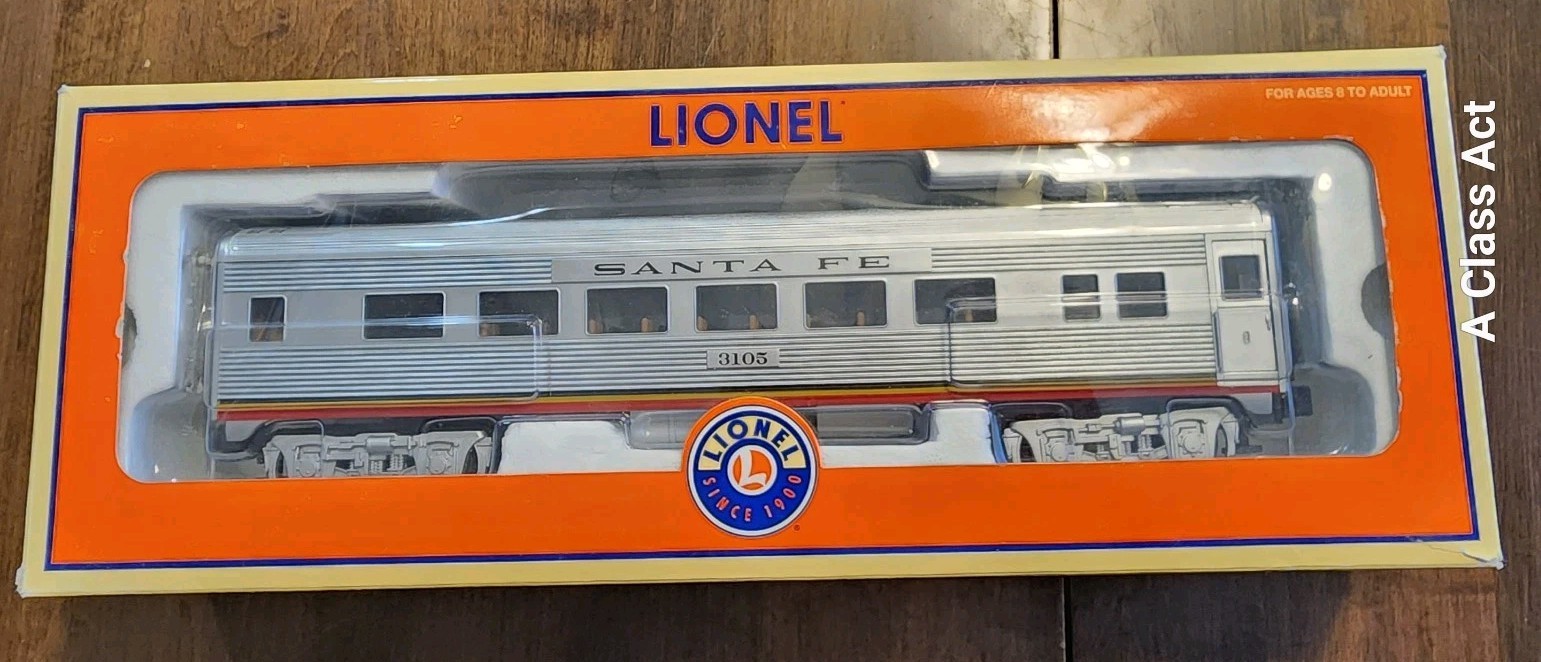 LIONEL
FOR AGES 8 TO ADULT
A Class Act
SANTA FE
3105
LIONEL
L
SINCE 1900